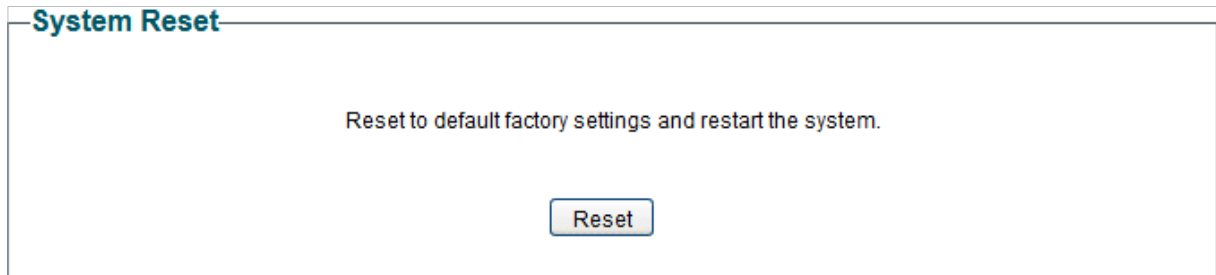 System Reset
Reset to default factory settings and restart the system.
Reset